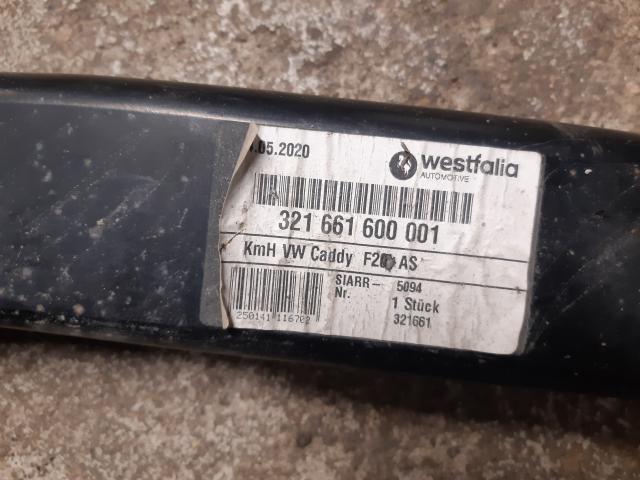 .05.2020
westfalia
AUTOMOTIVE
321 661 600 001
KmH VW Caddy F20 AS
SIARR- 5094
Nr.
1 Stück
250141 116702
321661